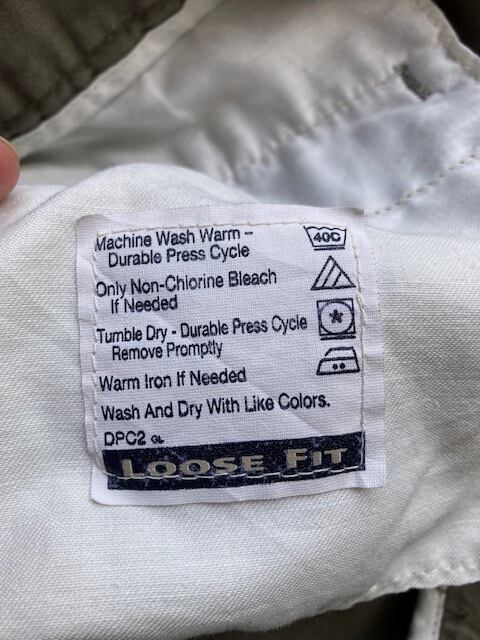 Machine Wash Warm – 40C
Durable Press Cycle
Only Non-Chlorine Bleach
If Needed
Tumble Dry - Durable Press Cycle
Remove Promptly
Warm Iron If Needed
Wash And Dry With Like Colors.
DPC2 GL
LOOSE FIT